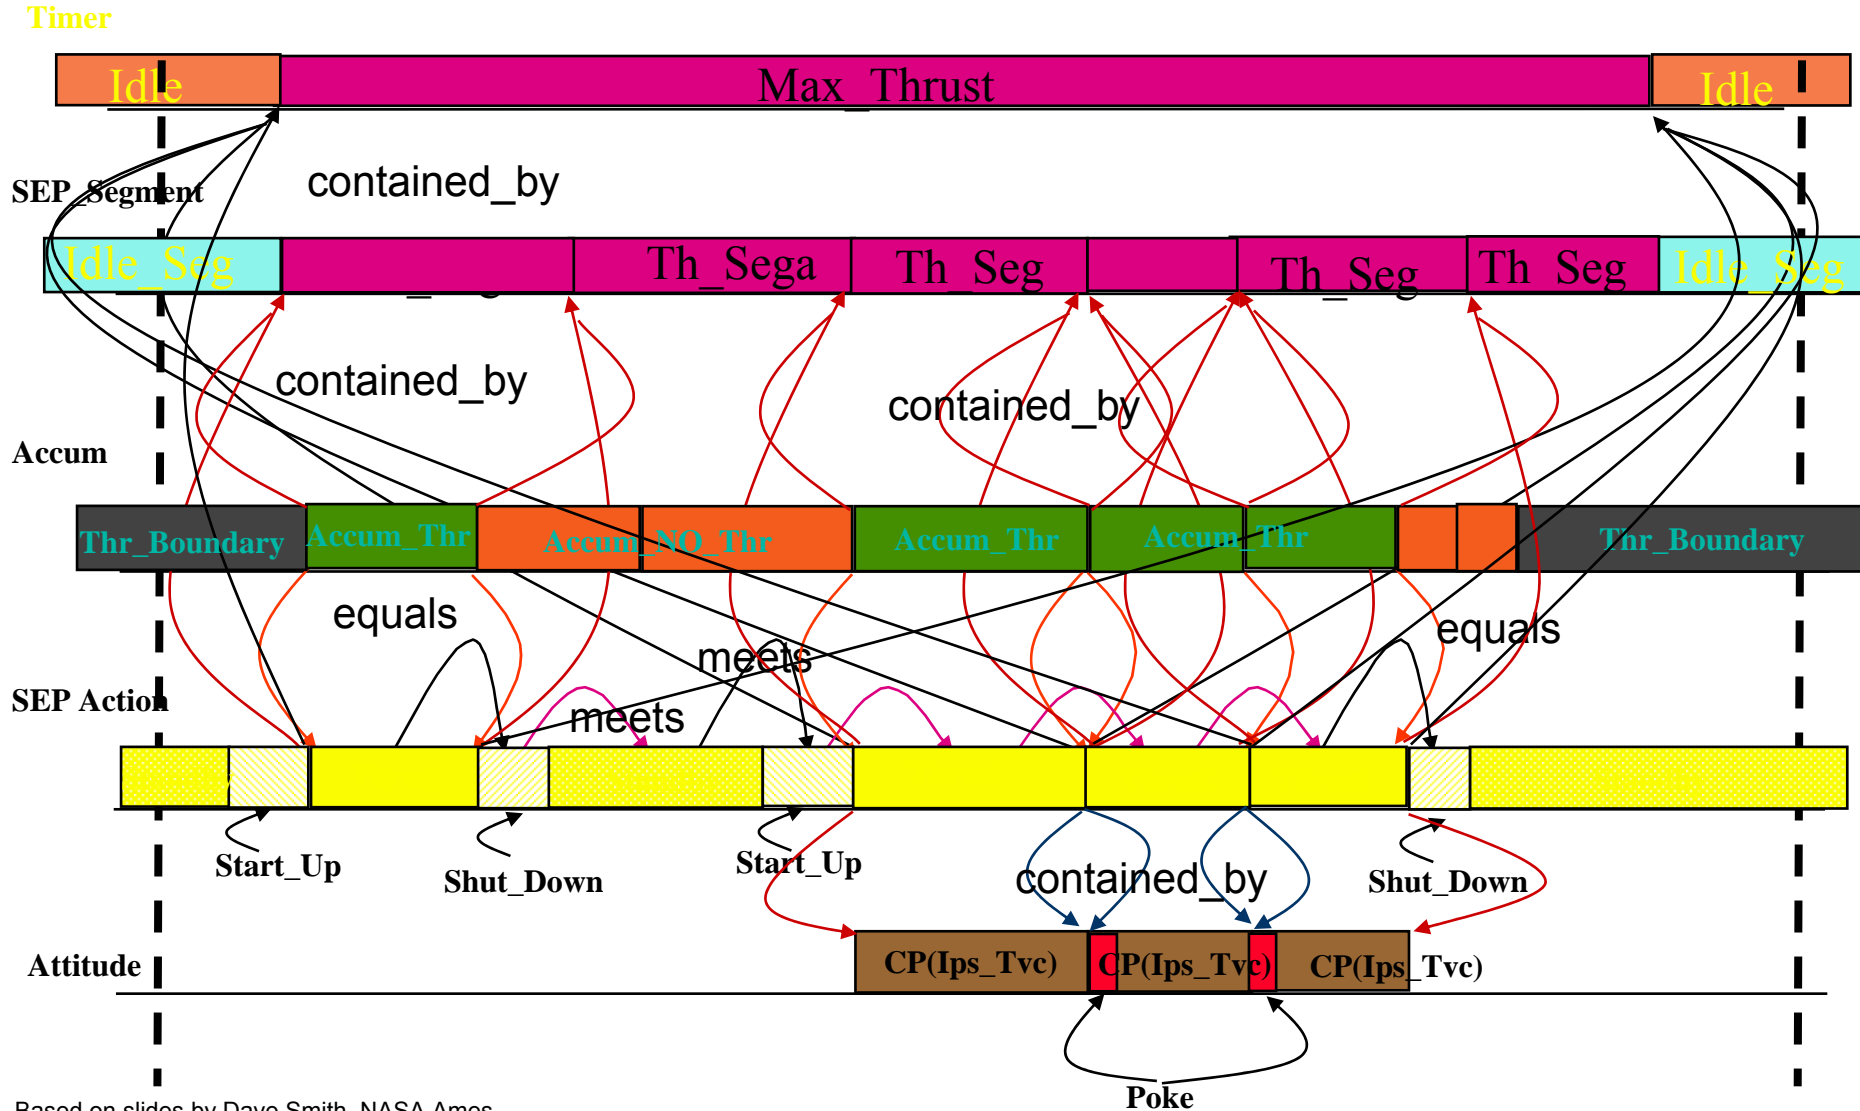 Timer
Idle
Max_Thrust
Idle
SEP_Segment
contained_by
Idle_Seg
Th_Sega
Th_Seg
Th_Seg
Th_Seg
Idle_Seg
contained_by
contained_by
Accum
Thr_Boundary
Accum_Thr
Accum_NO_Thr
Accum_Thr
Accum_Thr
Thr_Boundary
equals
meets
equals
SEP Action
meets
Start_Up
Shut_Down
Start_Up
contained_by
Shut_Down
Attitude
CP(Ips_Tvc)
CP(Ips_Tvc)
CP(Ips_Tvc)
Poke
Based on slides by Dave Smith, NASA Ames